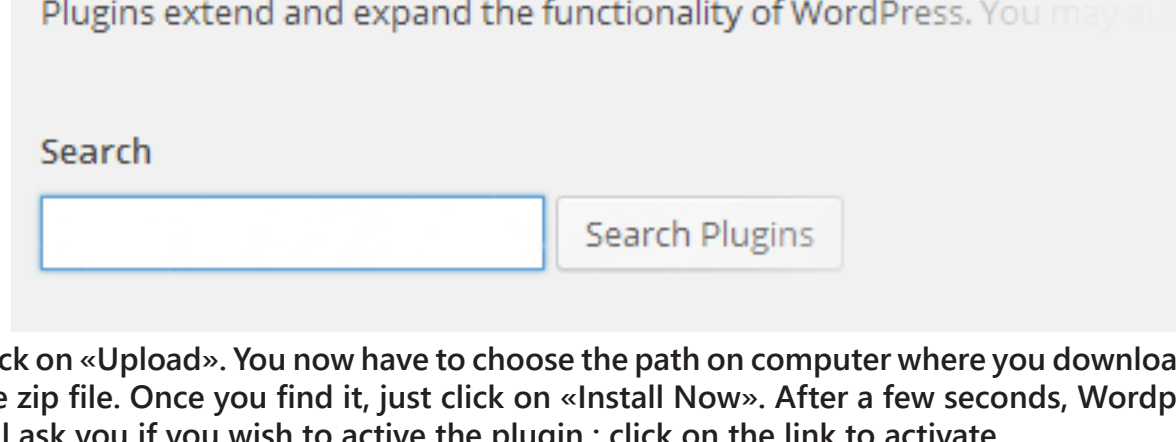 Plugins extend and expand the functionality of WordPress. You may
Search
Search Plugins
ck on «Upload». You now have to choose the path on computer where you downloa
e zip file. Once you find it, just click on «Install Now». After a few seconds, Wordp
l ask you if you wish to active the plugin : click on the link to activate